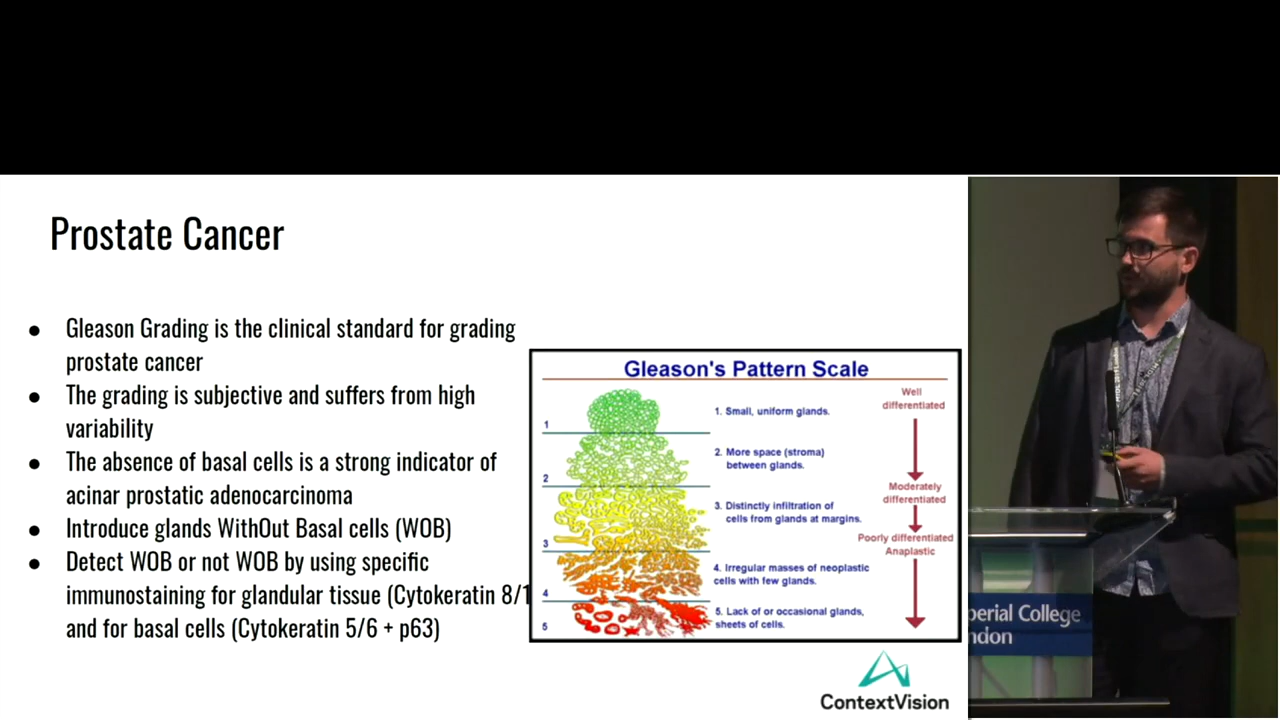 Prostate Cancer
● Gleason Grading is the clinical standard for grading
prostate cancer
● The grading is subjective and suffers from high
variability
● The absence of basal cells is a strong indicator of
acinar prostatic adenocarcinoma
● Introduce glands WithOut Basal cells (WOB)
● Detect WOB or not WOB by using specific
immunostaining for glandular tissue (Cytokeratin 8/1
and for basal cells (Cytokeratin 5/6 + p63)
Gleason's Pattern Scale
1
2
3
4
5
1. Small, uniform glands.
2. More space (stroma)
between glands.
3. Distinctly infiltration of
cells from glands at margins.
4. Irregular masses of neoplastic
cells with few glands.
5. Lack of or occasional glands,
sheets of cells.
Well
differentiated
Moderately
differentiated
Poorly differentiated
Anaplastic
ContextVision
perial College
ndon